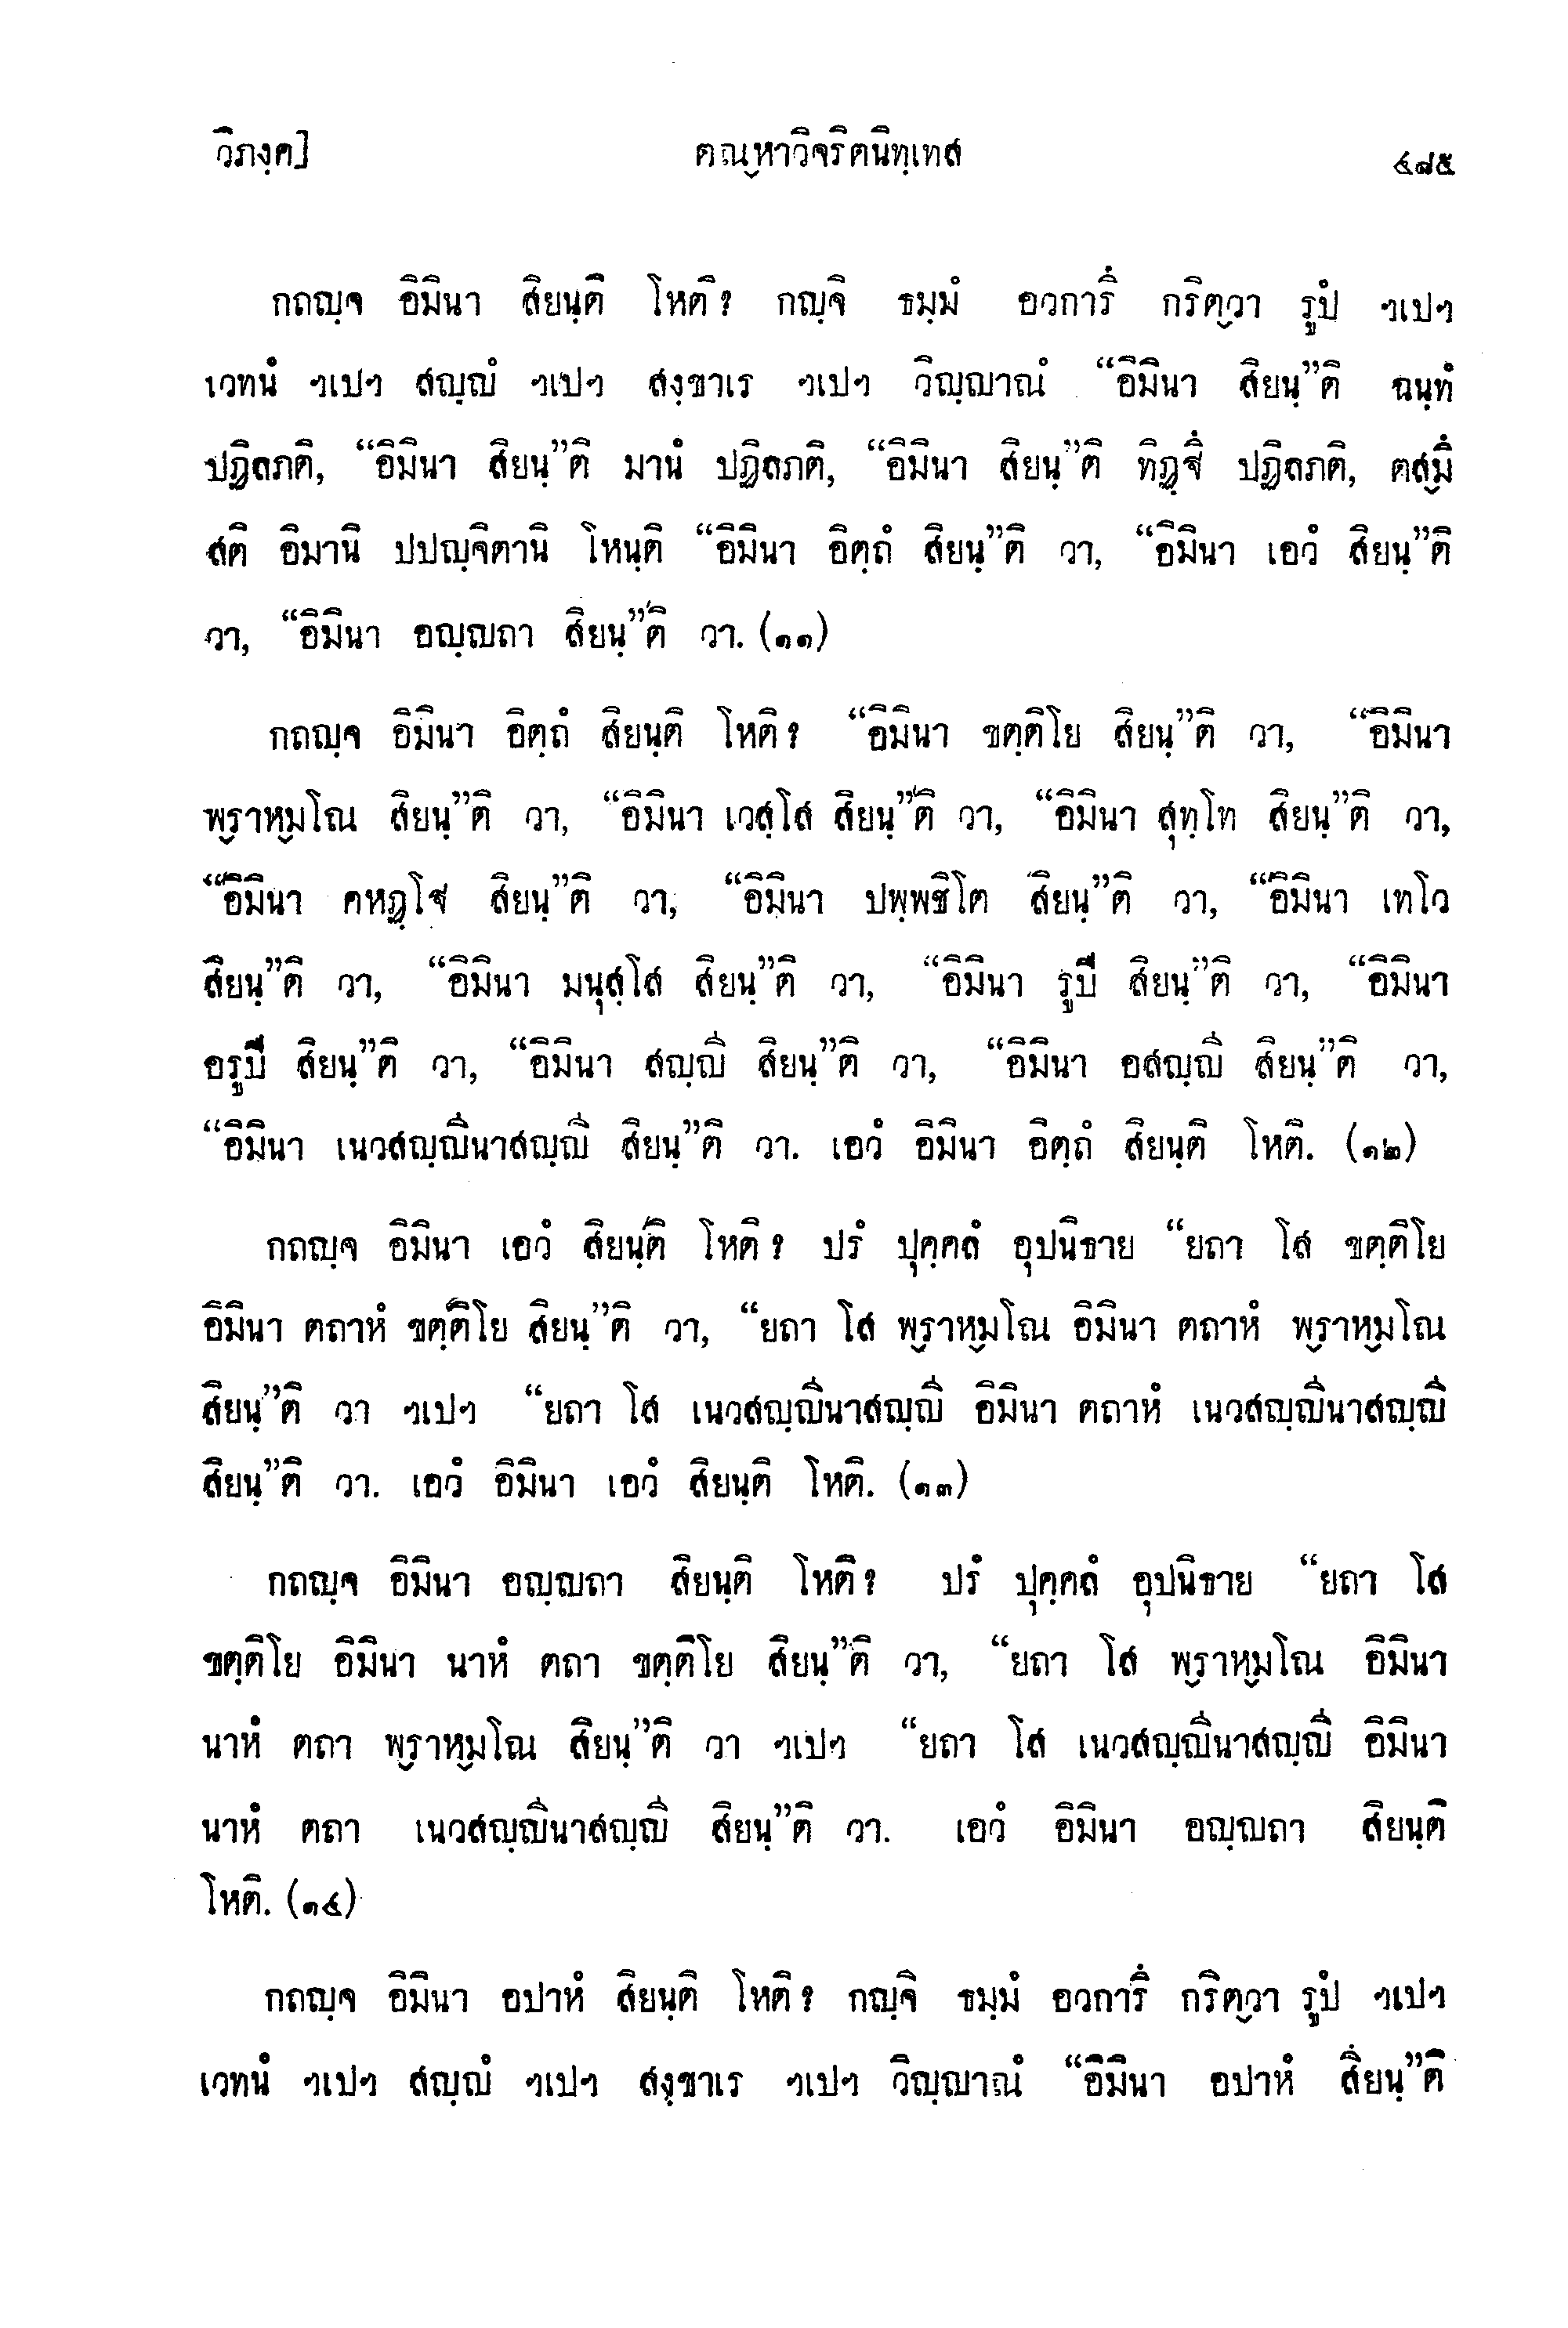 วิภงฺค]
ตณฺหาวิจริตนิทฺเทส
๔๘๕
กถญฺจ อิมินา สิยนฺติ โหติ? กญฺจิ ธมฺมํ อวการึ กริตฺวา รูปํ ฯเปฯ
เวทนํ ฯเปฯ สญฺญํ ฯเปฯ สงฺขาเร ฯเปฯ วิญฺญาณํ “อิมินา สิยนฺ”ติ ฉนฺทํ
ปฏิลภติ, “อิมินา สิยนฺ”ติ มานํ ปฏิลภติ, “อิมินา สิยนฺ”ติ ทิฏฺฐึ ปฏิลภติ, ตสฺมึ
สติ อิมานิ ปปญฺจิตานิ โหนฺติ “อิมินา อิตฺถํ สิยนฺ”ติ วา, “อิมินา เอวํ สิยนฺ”ติ
วา, “อิมินา อญฺญถา สิยนฺ”ติ วา. (๑๑)
กถญฺจ อิมินา อิตฺถํ สิยนฺติ โหติ? “อิมินา ขตฺติโย สิยนฺ”ติ วา, “อิมินา
พฺราหฺมโณ สิยนฺ”ติ วา, “อิมินา เวสฺโส สิยนฺ”ติ วา, “อิมินา สุทฺโท สิยนฺ”ติ วา,
“อิมินา คหฏฺโฐ สิยนฺ”ติ วา, “อิมินา ปพฺพชิโต สิยนฺ”ติ วา, “อิมินา เทโว
สิยนฺ”ติ วา, “อิมินา มนุสฺโส สิยนฺ”ติ วา, “อิมินา รูปี สิยนฺ”ติ วา, “อิมินา
อรูปี สิยนฺ”ติ วา, “อิมินา สญฺญี สิยนฺ”ติ วา, “อิมินา อสญฺญี สิยนฺ”ติ วา,
“อิมินา เนวสญฺญีนาสญฺญี สิยนฺ”ติ วา. เอวํ อิมินา อิตฺถํ สิยนฺติ โหติ. (๑๒)
กถญฺจ อิมินา เอวํ สิยนฺติ โหติ? ปรํ ปุคฺคลํ อุปนิธาย “ยถา โส ขตฺติโย
อิมินา ตถาหํ ขตฺติโย สิยนฺ”ติ วา, “ยถา โส พฺราหฺมโณ อิมินา ตถาหํ พฺราหฺมโณ
สิยนฺ”ติ วา ฯเปฯ “ยถา โส เนวสญฺญีนาสญฺญี อิมินา ตถาหํ เนวสญฺญีนาสญฺญี
สิยนฺ”ติ วา. เอวํ อิมินา เอวํ สิยนฺติ โหติ. (๑๓)
กถญฺจ อิมินา อญฺญถา สิยนฺติ โหติ? ปรํ ปุคฺคลํ อุปนิธาย “ยถา โส
ขตฺติโย อิมินา นาหํ ตถา ขตฺติโย สิยนฺ”ติ วา, “ยถา โส พฺราหฺมโณ อิมินา
นาหํ ตถา พฺราหฺมโณ สิยนฺ”ติ วา ฯเปฯ “ยถา โส เนวสญฺญีนาสญฺญี อิมินา
นาหํ ตถา เนวสญฺญีนาสญฺญี สิยนฺ”ติ วา. เอวํ อิมินา อญฺญถา สิยนฺติ
โหติ. (๑๔)
กถญฺจ อิมินา อปาหํ สิยนฺติ โหติ? กญฺจิ ธมฺมํ อวการึ กริตฺวา รูปํ ฯเปฯ
เวทนํ ฯเปฯ สญฺญํ ฯเปฯ สงฺขาเร ฯเปฯ วิญฺญาณํ “อิมินา อปาหํ สิยนฺ”ติ